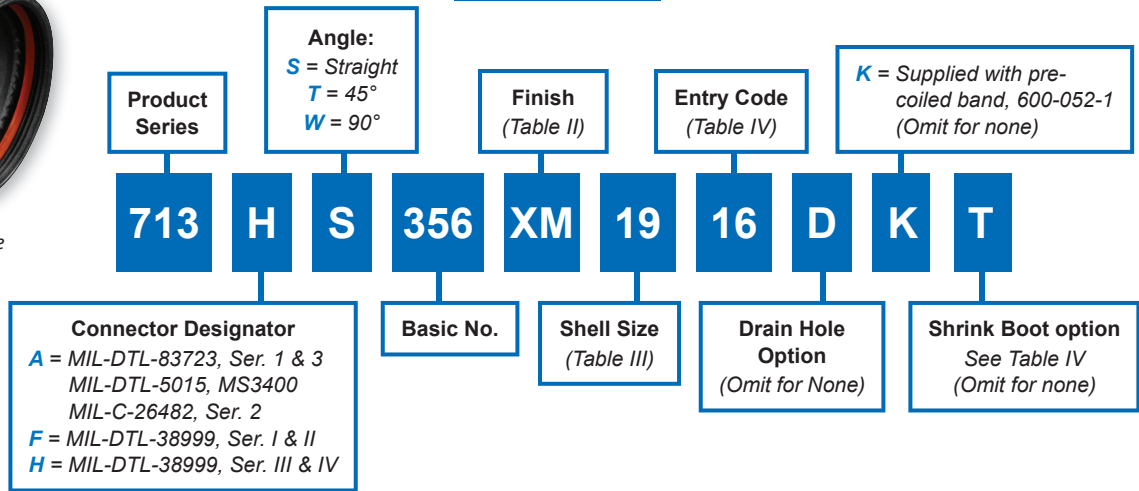 Angle:
S = Straight
T = 45°
W = 90°
Product
Series
Finish
(Table II)
Entry Code
(Table IV)
K = Supplied with pre-
coiled band, 600-052-1
(Omit for none)
713 H S 356 XM 19 16 D K T
Connector Designator
A = MIL-DTL-83723, Ser. 1 & 3
MIL-DTL-5015, MS3400
MIL-C-26482, Ser. 2
F = MIL-DTL-38999, Ser. I & II
H = MIL-DTL-38999, Ser. III & IV
Basic No.
Shell Size
(Table III)
Drain Hole
Option
(Omit for None)
Shrink Boot option
See Table IV
(Omit for none)